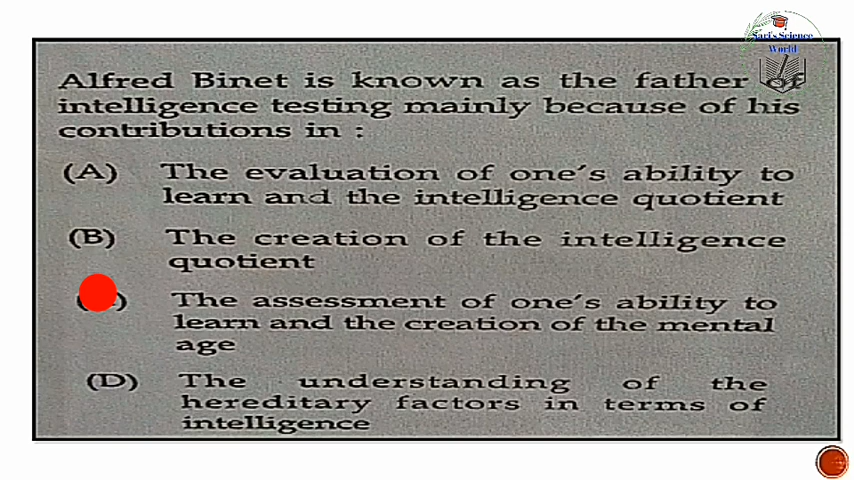 Sari's Science
World
Alfred Binet is known as the father of
intelligence testing mainly because of his
contributions in :
(A) The evaluation of one's ability to
learn and the intelligence quotient
(B) The creation of the intelligence
quotient
The assessment of one's ability to
learn and the creation of the mental
age
(D) The understanding of the
hereditary factors in terms of
intelligence